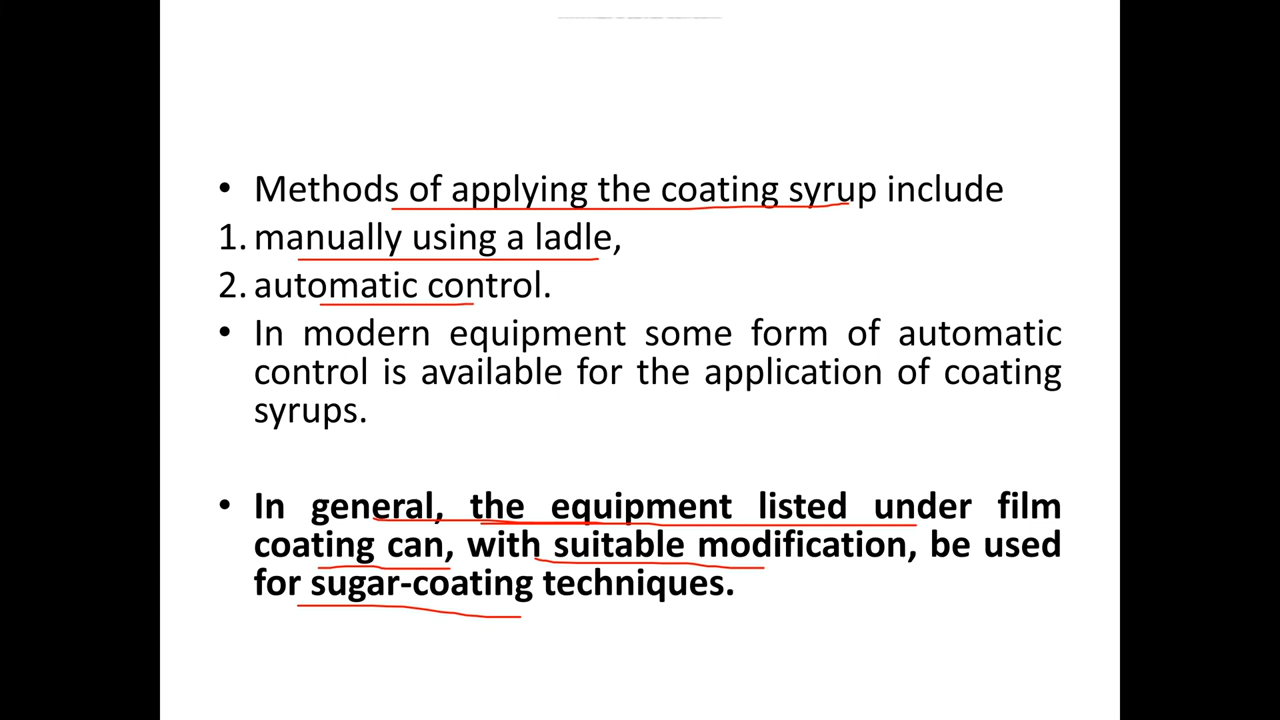 • Methods of applying the coating syrup include
1. manually using a ladle,
2. automatic control.
• In modern equipment some form of automatic
control is available for the application of coating
syrups.
• In general, the equipment listed under film
coating can, with suitable modification, be used
for sugar-coating techniques.